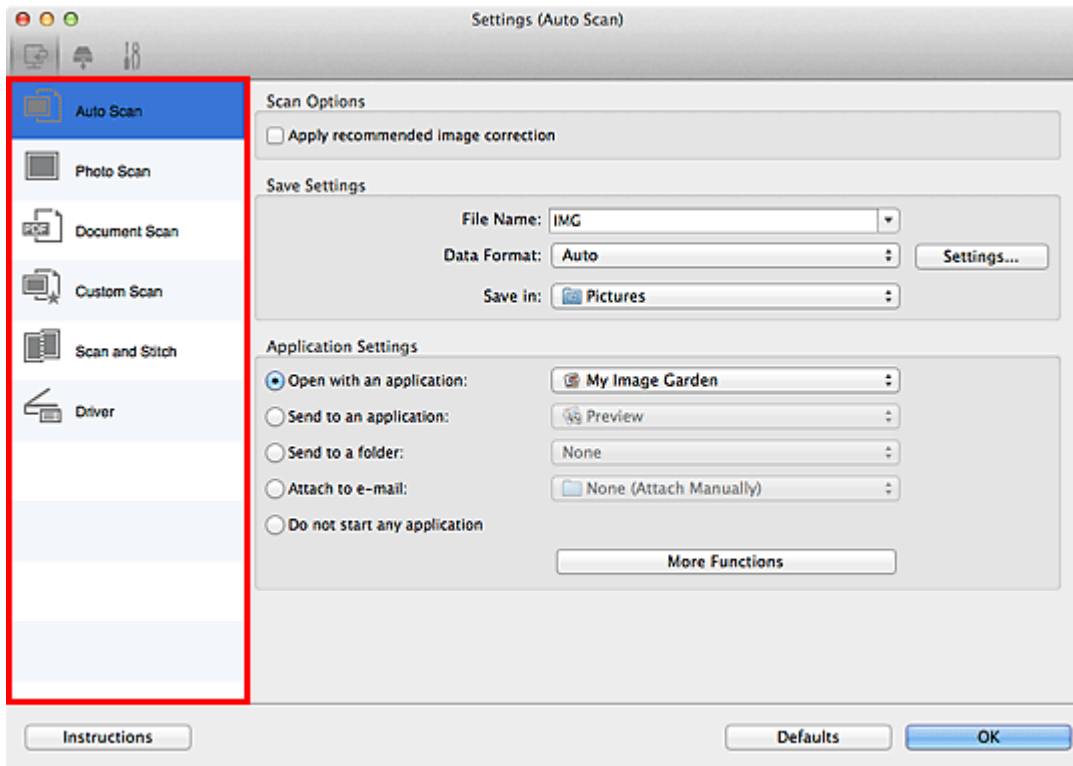 Settings (Auto Scan)
Auto Scan
Photo Scan
PDF
Document Scan
Custom Scan
Scan and Stitch
Driver
Scan Options
Apply recommended image correction
Save Settings
File Name: IMG
Data Format: Auto Settings...
Save in: Pictures
Application Settings
Open with an application: My Image Garden
Send to an application: Preview
Send to a folder: None
Attach to e-mail: None (Attach Manually)
Do not start any application
More Functions
Instructions Defaults OK